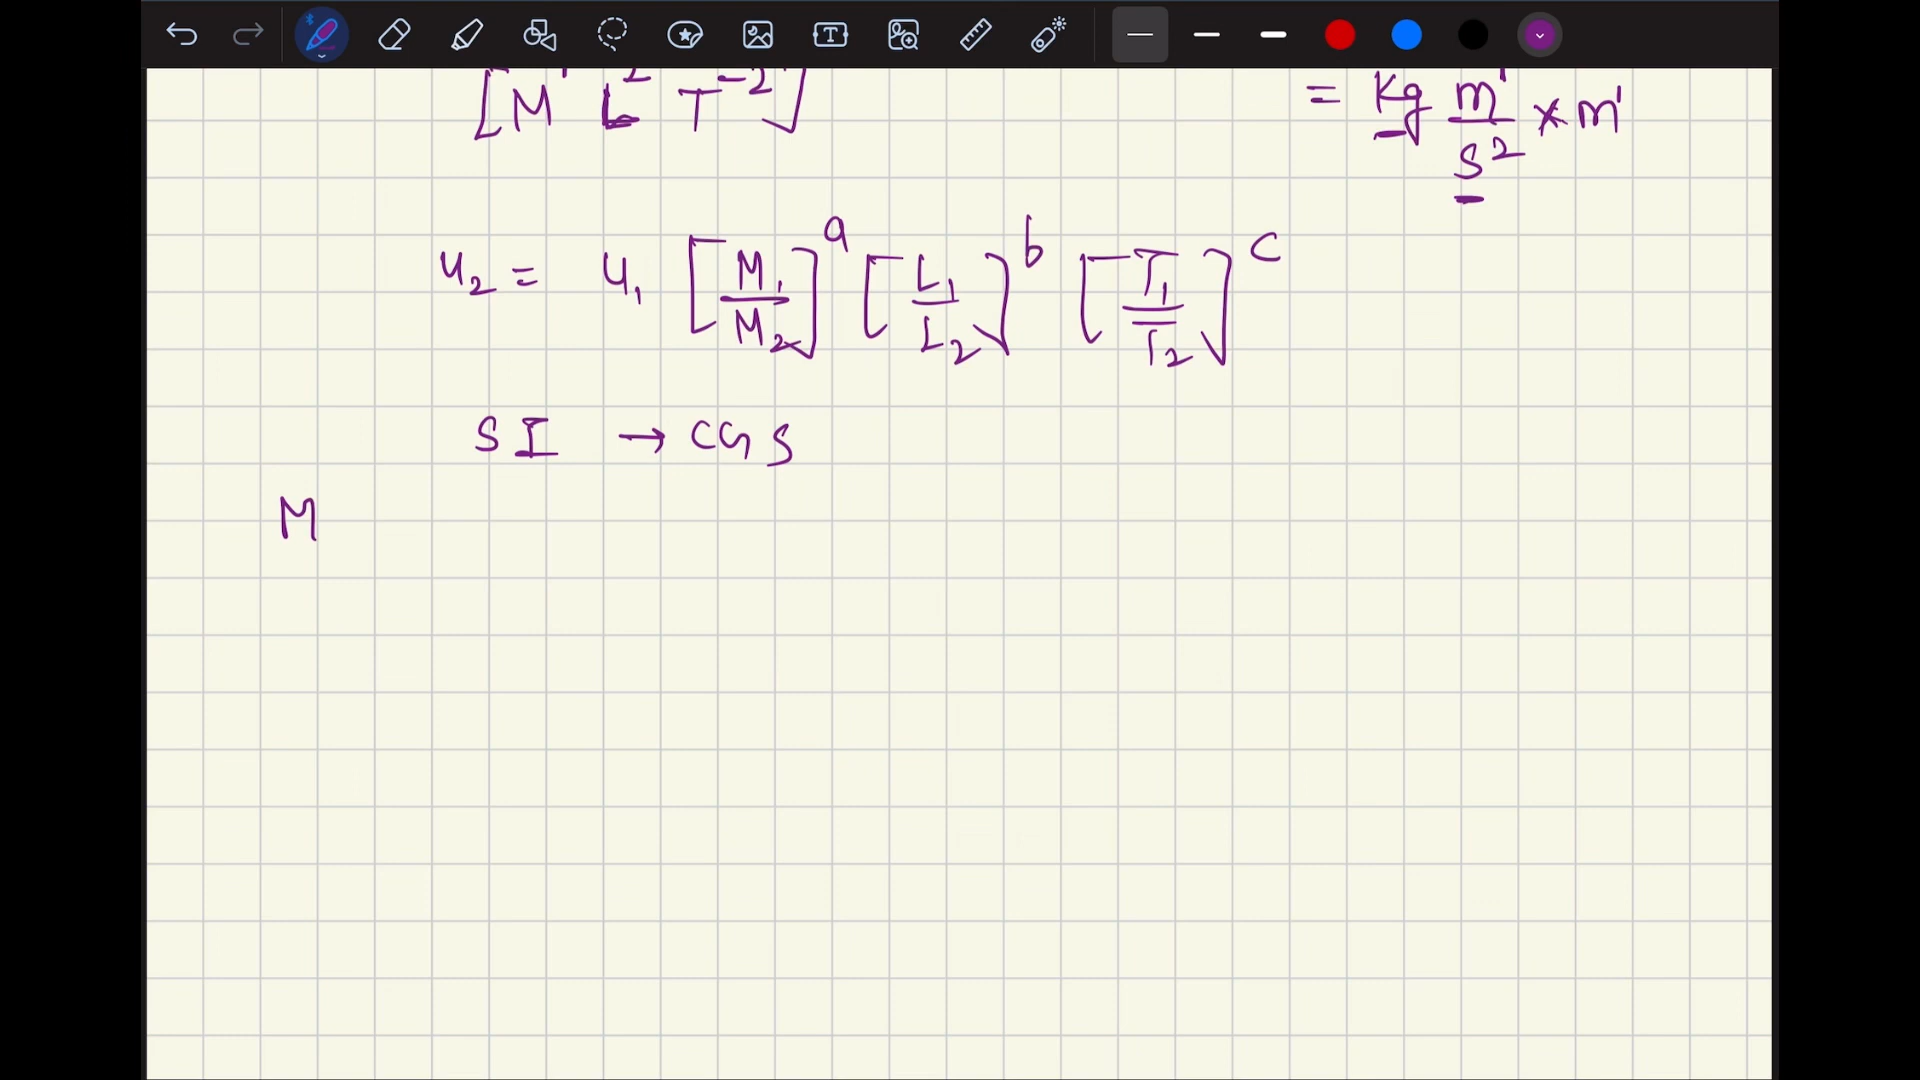 [M¹ L² T⁻²]
= Kg m¹/s² × m¹
u₂ = u₁ [M₁/M₂]ᵃ [L₁/L₂]ᵇ [T₁/T₂]ᶜ
SI → CGS
M